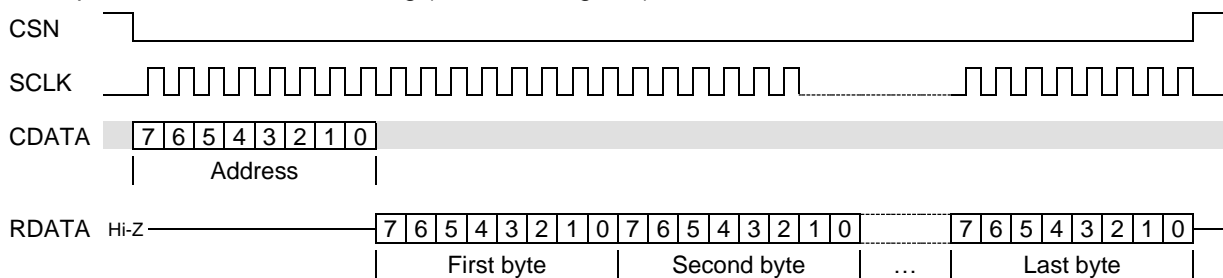 CSN
SCLK
CDATA 7 6 5 4 3 2 1 0
Address
RDATA Hi-Z 7 6 5 4 3 2 1 0 7 6 5 4 3 2 1 0 7 6 5 4 3 2 1 0
First byte Second byte … Last byte